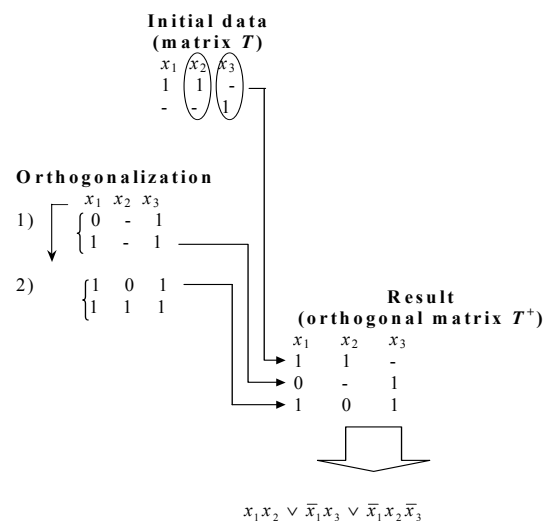 Initial data
(matrix T)
x₁ x₂ x₃
1 1 -
- - 1
Orthogonalization
x₁ x₂ x₃
1) { 0 - 1
1 - 1
2) { 1 0 1
1 1 1
Result
(orthogonal matrix T⁺)
x₁ x₂ x₃
1 1 -
0 - 1
1 0 1
x₁x₂ ∨ x̄₁x₃ ∨ x̄₁x₂x̄₃